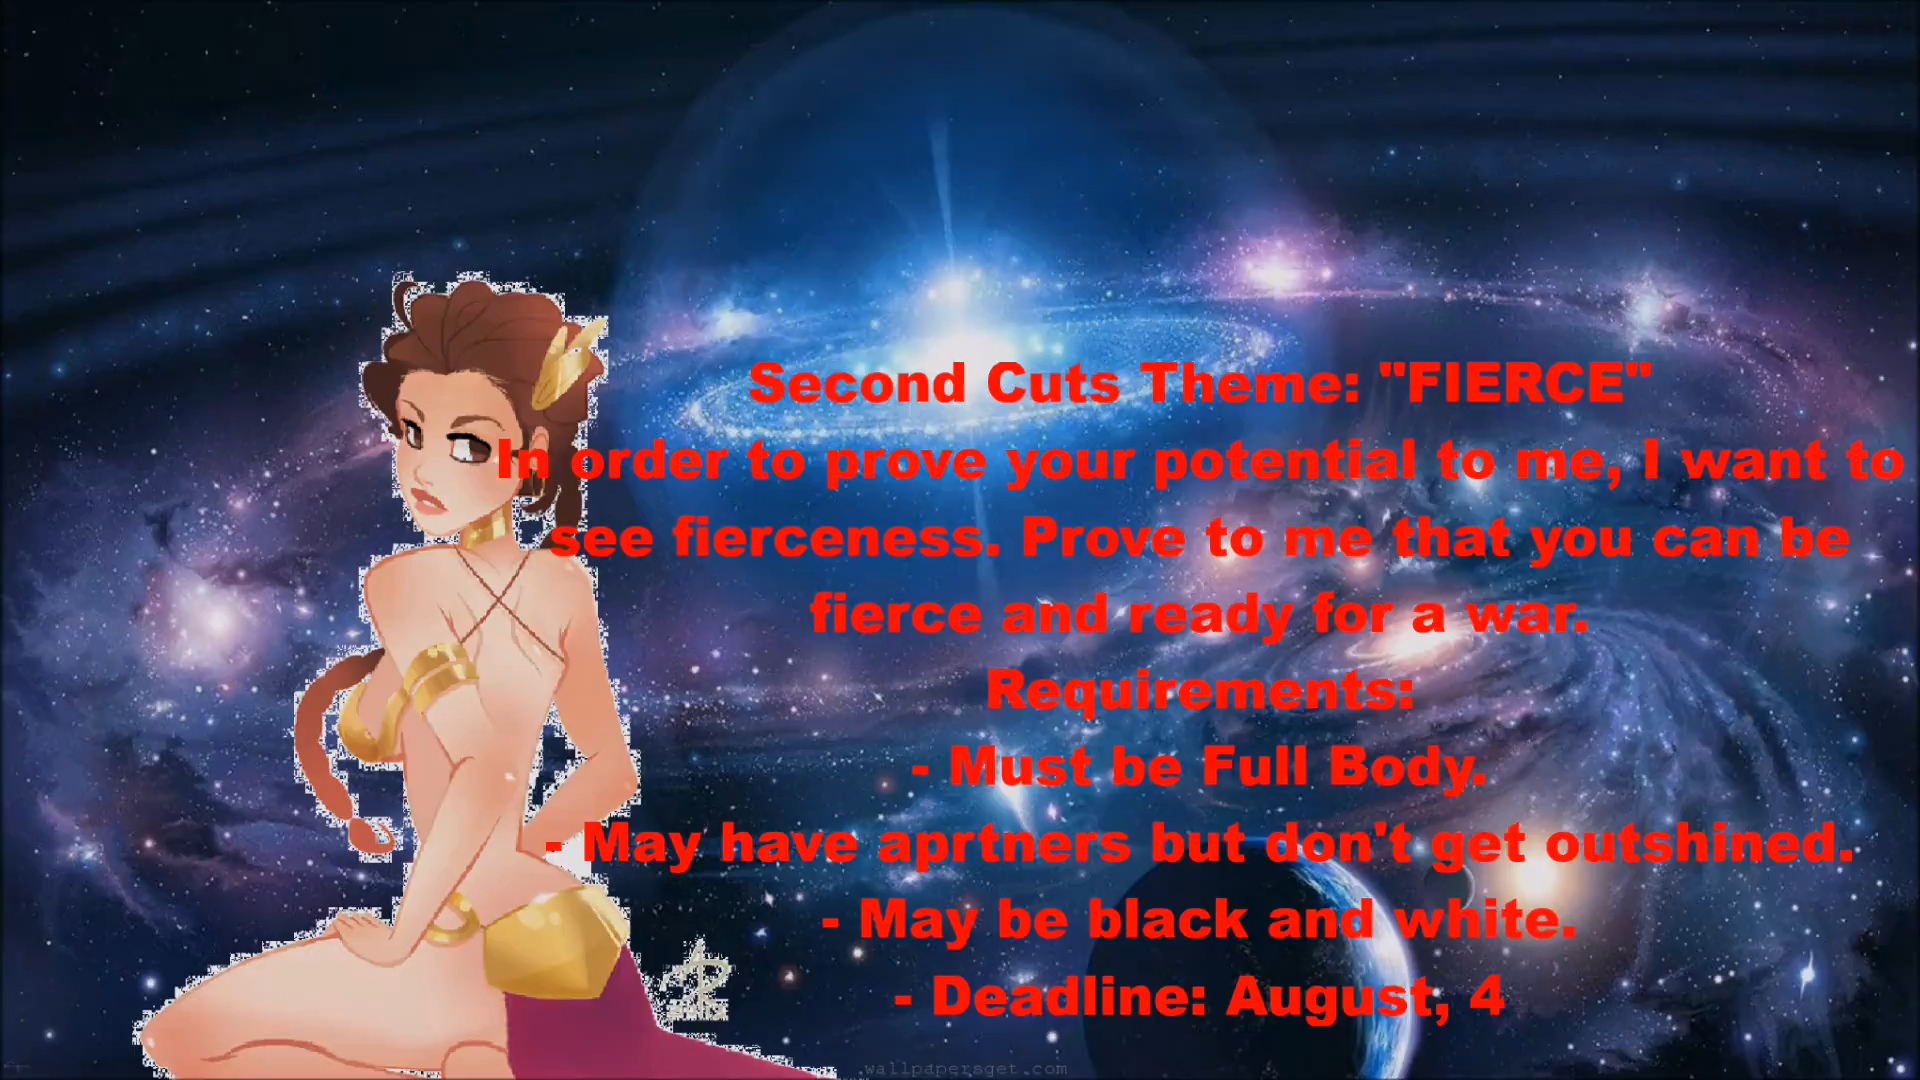 Second Cuts Theme: "FIERCE"
In order to prove your potential to me, I want to
see fierceness. Prove to me that you can be
fierce and ready for a war.
Requirements:
- Must be Full Body.
- May have aprtners but don't get outshined.
- May be black and white.
- Deadline: August, 4
wallpapersget.com